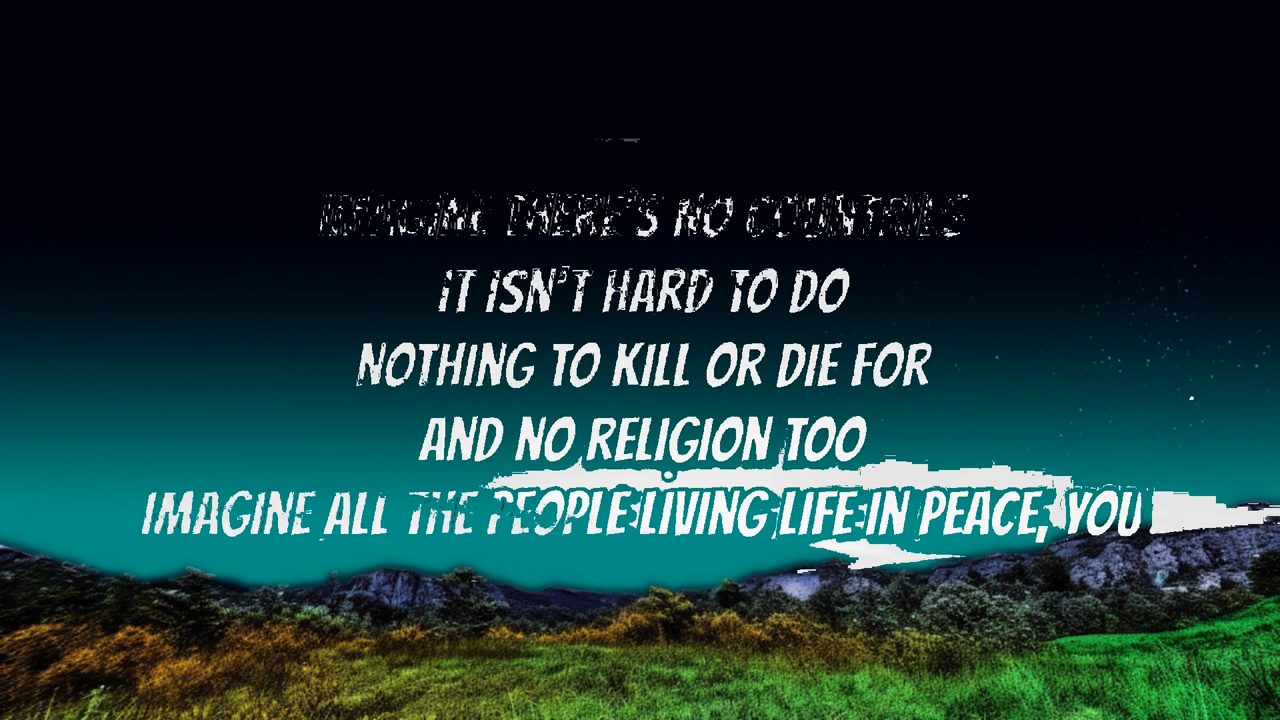 IMAGINE THERE'S NO COUNTRIES
IT ISN'T HARD TO DO
NOTHING TO KILL OR DIE FOR
AND NO RELIGION TOO
IMAGINE ALL THE PEOPLE LIVING LIFE IN PEACE, YOU